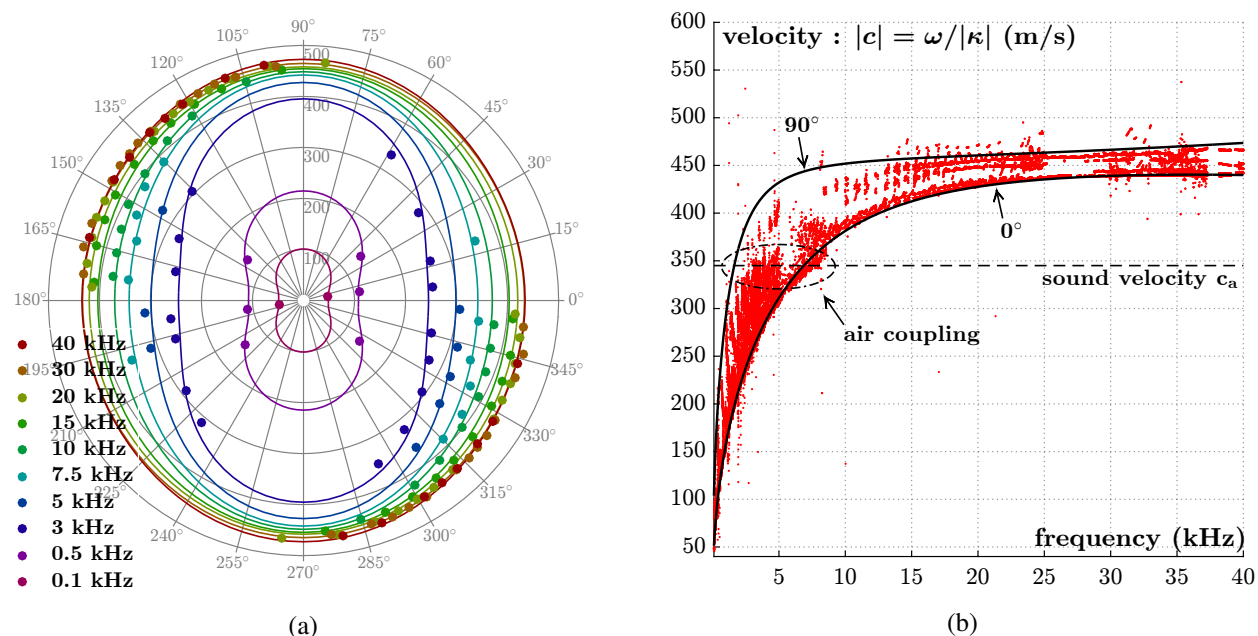 90°
105°
75°
120°
60°
135°
45°
150°
30°
165°
15°
180°
0°
195°
345°
210°
330°
225°
315°
240°
300°
255°
285°
270°
500
400
300
200
100
40 kHz
30 kHz
20 kHz
15 kHz
10 kHz
7.5 kHz
5 kHz
3 kHz
0.5 kHz
0.1 kHz
(a)
velocity : |c| = ω/|κ| (m/s)
600
550
500
450
400
350
300
250
200
150
100
50
90°
0°
sound velocity cₐ
air coupling
frequency (kHz)
5 10 15 20 25 30 35 40
(b)